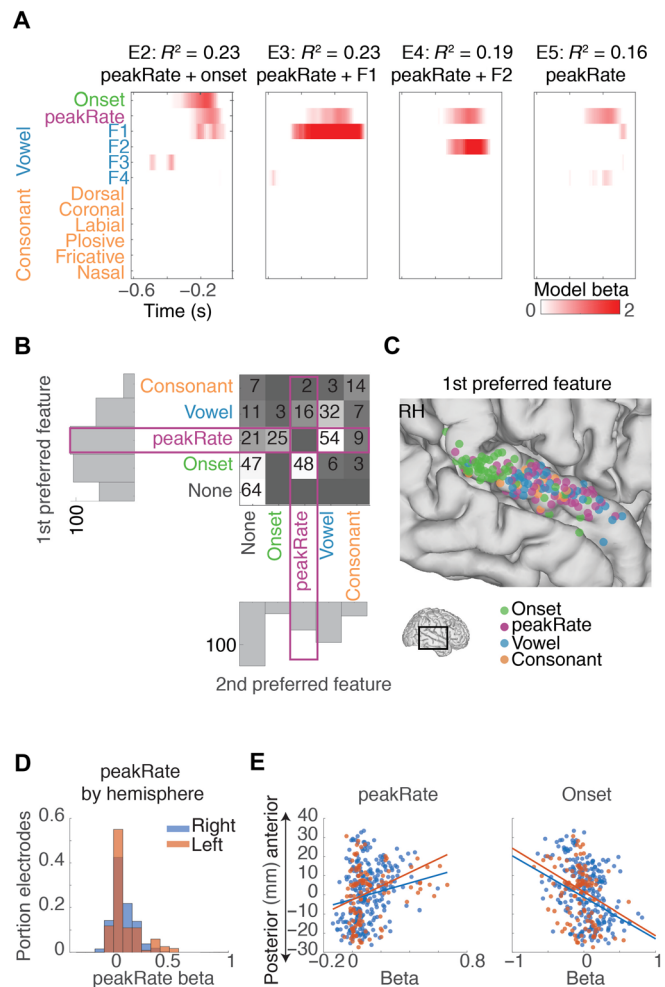 A
E2: R² = 0.23
peakRate + onset
E3: R² = 0.23
peakRate + F1
E4: R² = 0.19
peakRate + F2
E5: R² = 0.16
peakRate
Onset
peakRate
Vowel
F1
F2
F3
F4
Consonant
Dorsal
Coronal
Labial
Plosive
Fricative
Nasal
−0.6 −0.2
Time (s)
Model beta
0 2
B
1st preferred feature
100
Consonant 7 2 3 14
Vowel 11 3 16 32 7
peakRate 21 25 54 9
Onset 47 48 6 3
None 64
None
Onset
peakRate
Vowel
Consonant
100
2nd preferred feature
C
1st preferred feature
RH
Onset
peakRate
Vowel
Consonant
D
peakRate
by hemisphere
Portion electrodes
0.6
0.4
0.2
0
Right
Left
0 0.5 1
peakRate beta
E
peakRate
Onset
Posterior (mm) anterior
40
30
20
10
0
−10
−20
−30
−0.2 0 0.8
Beta
−1 0 1
Beta